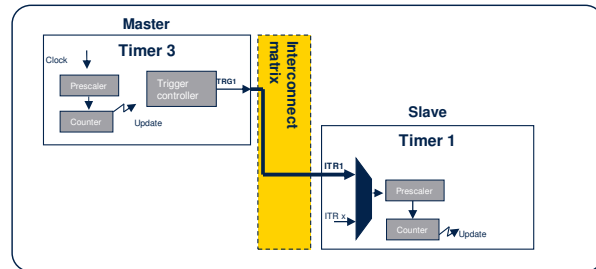 Master
Timer 3
Clock
Prescaler
Counter
Update
Trigger
controller
TRG1
Interconnect
matrix
Slave
Timer 1
ITR1
ITR x
Prescaler
Counter
Update